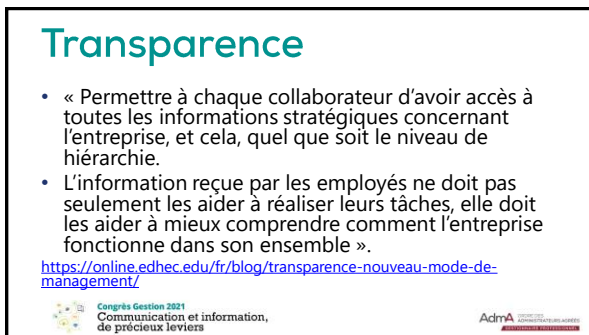 Transparence
• « Permettre à chaque collaborateur d'avoir accès à
toutes les informations stratégiques concernant
l'entreprise, et cela, quel que soit le niveau de
hiérarchie.
• L'information reçue par les employés ne doit pas
seulement les aider à réaliser leurs tâches, elle doit
les aider à mieux comprendre comment l'entreprise
fonctionne dans son ensemble ».
https://online.edhec.edu/fr/blog/transparence-nouveau-mode-de-
management/
Congrès Gestion 2021
Communication et information,
de précieux leviers
AdmA
ADMINISTRATEURS AGRÉÉS